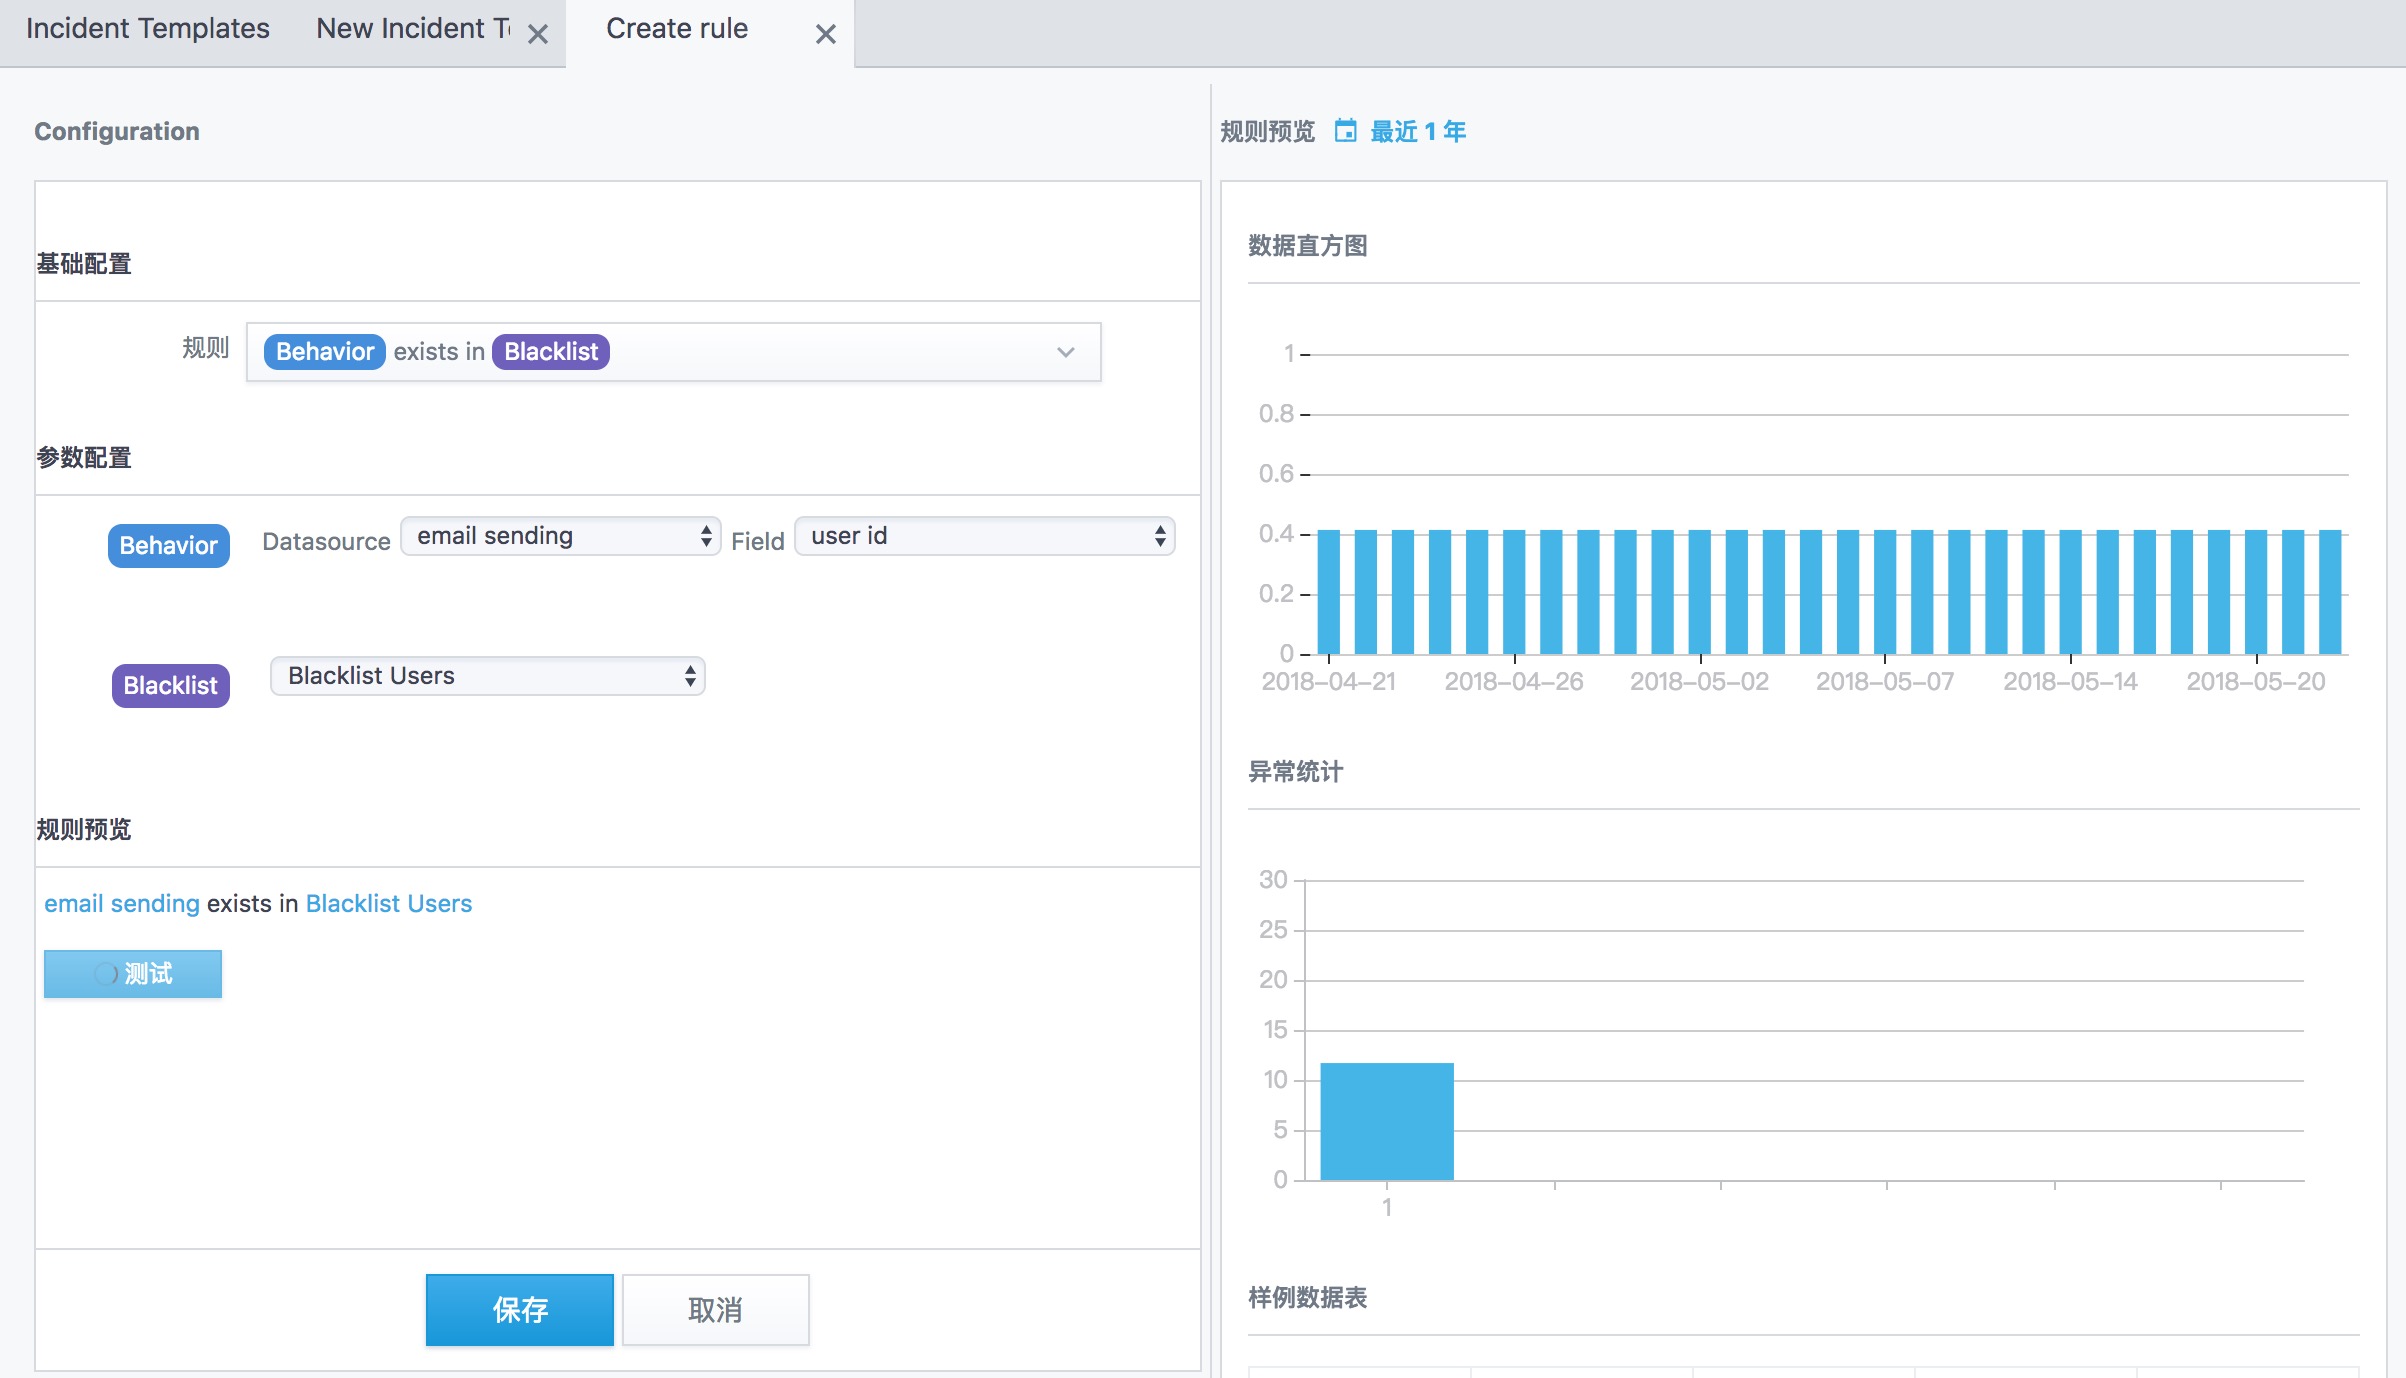 Incident Templates
New Incident T
Create rule
Configuration
基础配置
规则
Behavior exists in Blacklist
参数配置
Behavior Datasource email sending Field user id
Blacklist Blacklist Users
规则预览
email sending exists in Blacklist Users
测试
保存
取消
规则预览 最近 1 年
数据直方图
1
0.8
0.6
0.4
0.2
0
2018-04-21 2018-04-26 2018-05-02 2018-05-07 2018-05-14 2018-05-20
异常统计
30
25
20
15
10
5
0
1
样例数据表